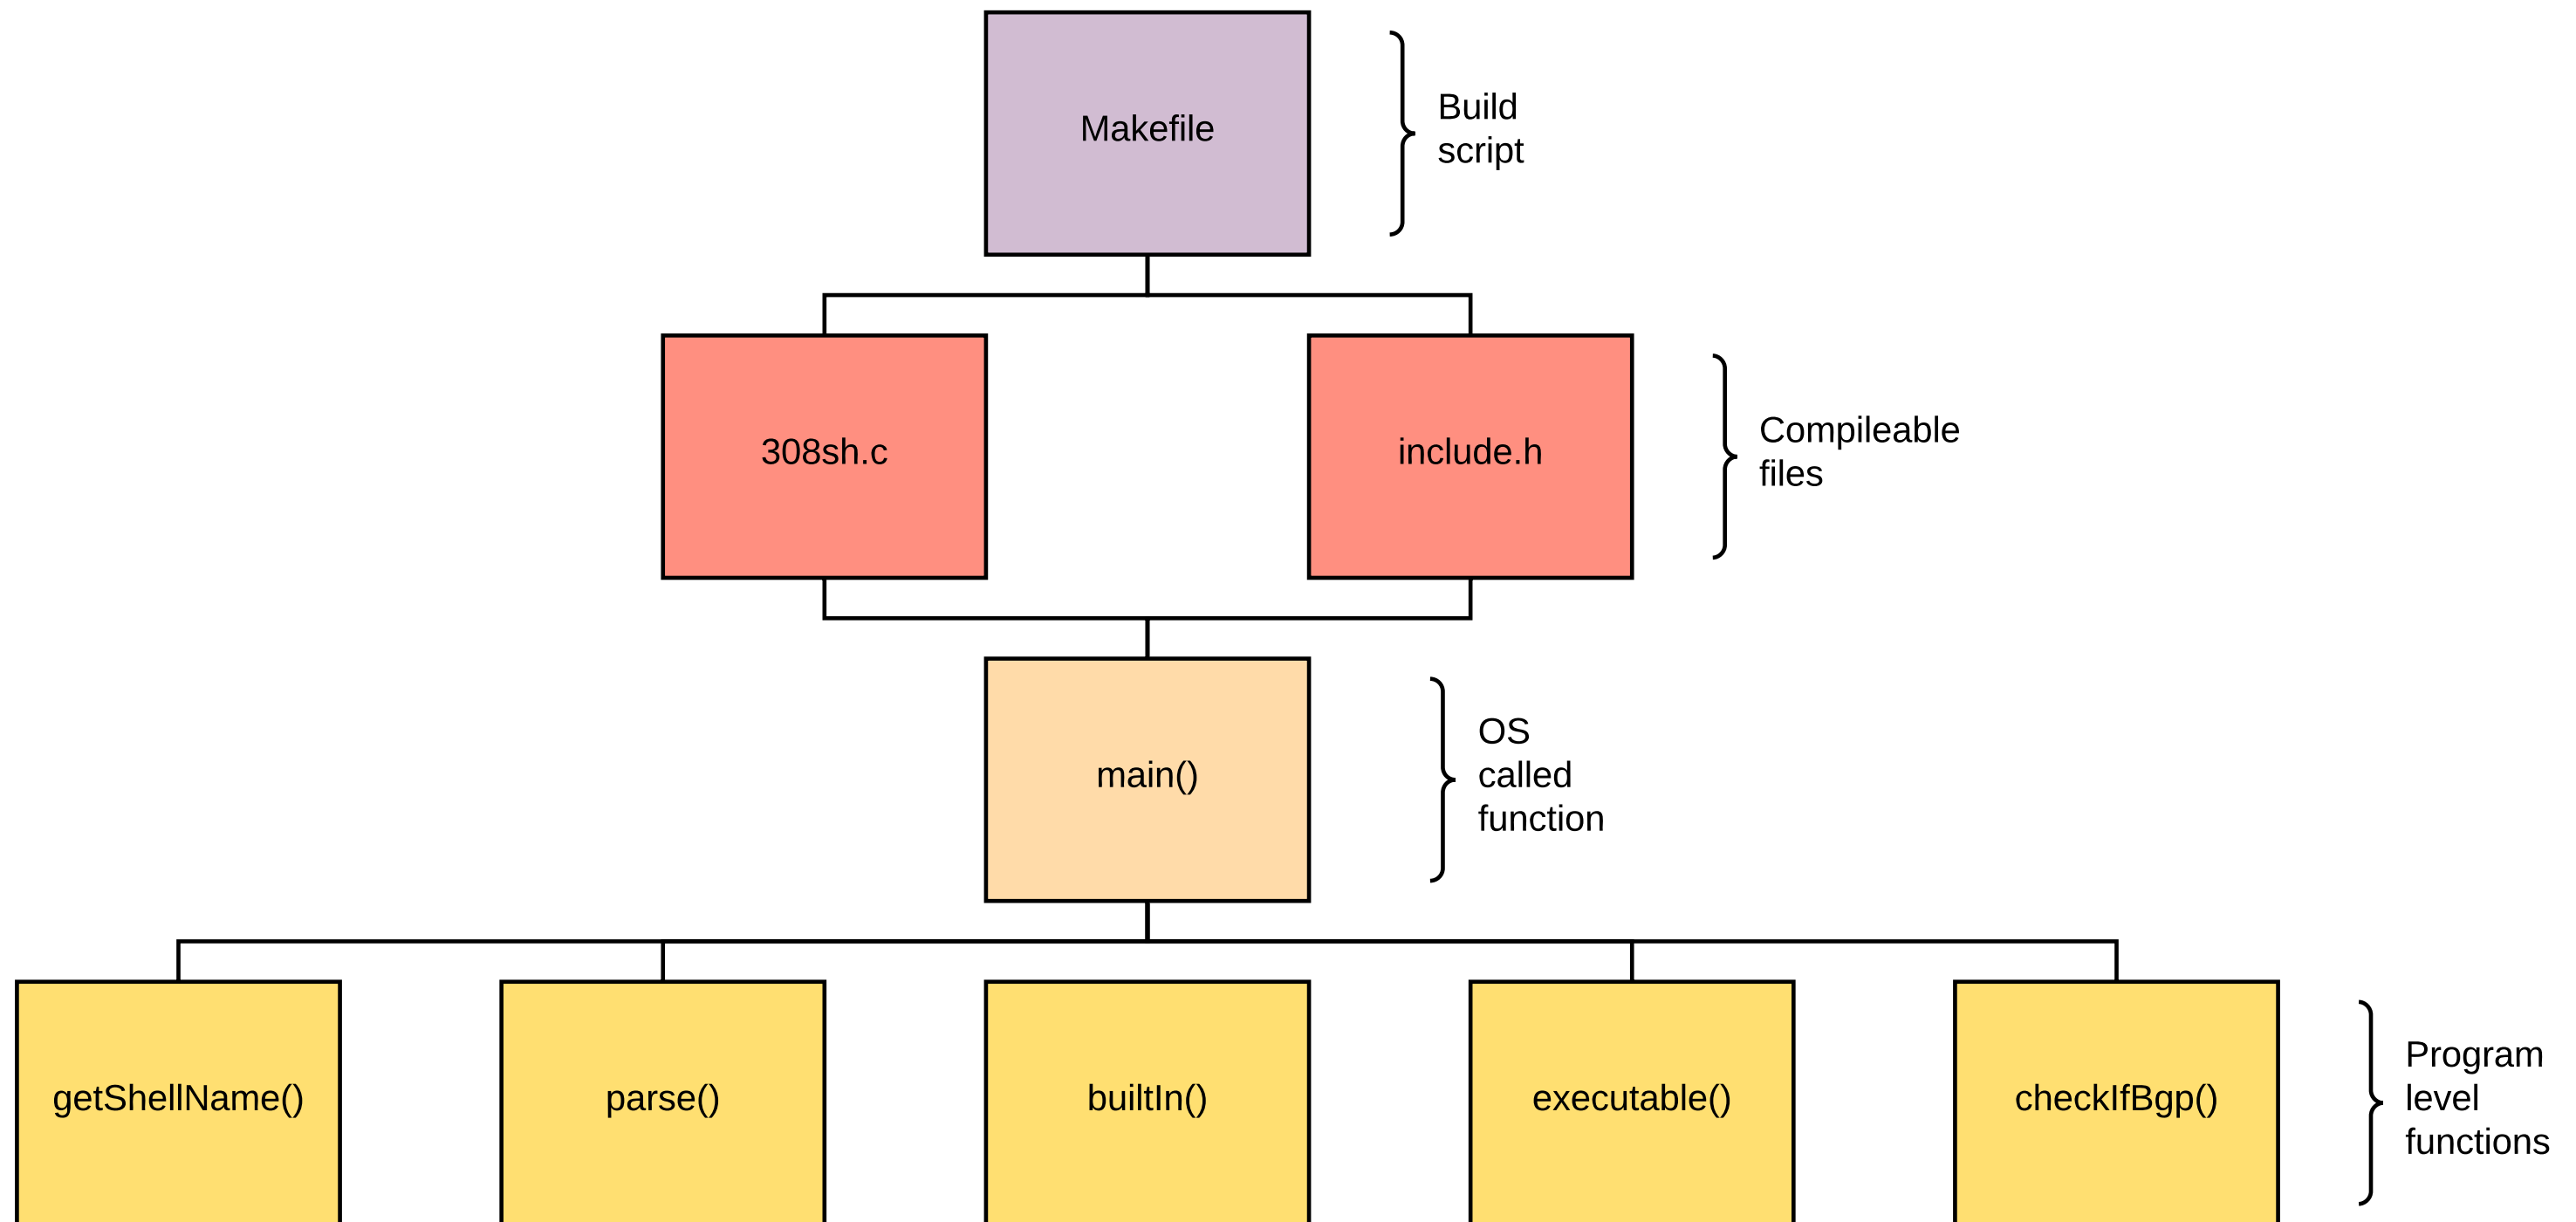 Makefile
Build
script
308sh.c
include.h
Compileable
files
main()
OS
called
function
getShellName()
parse()
builtIn()
executable()
checkIfBgp()
Program
level
functions